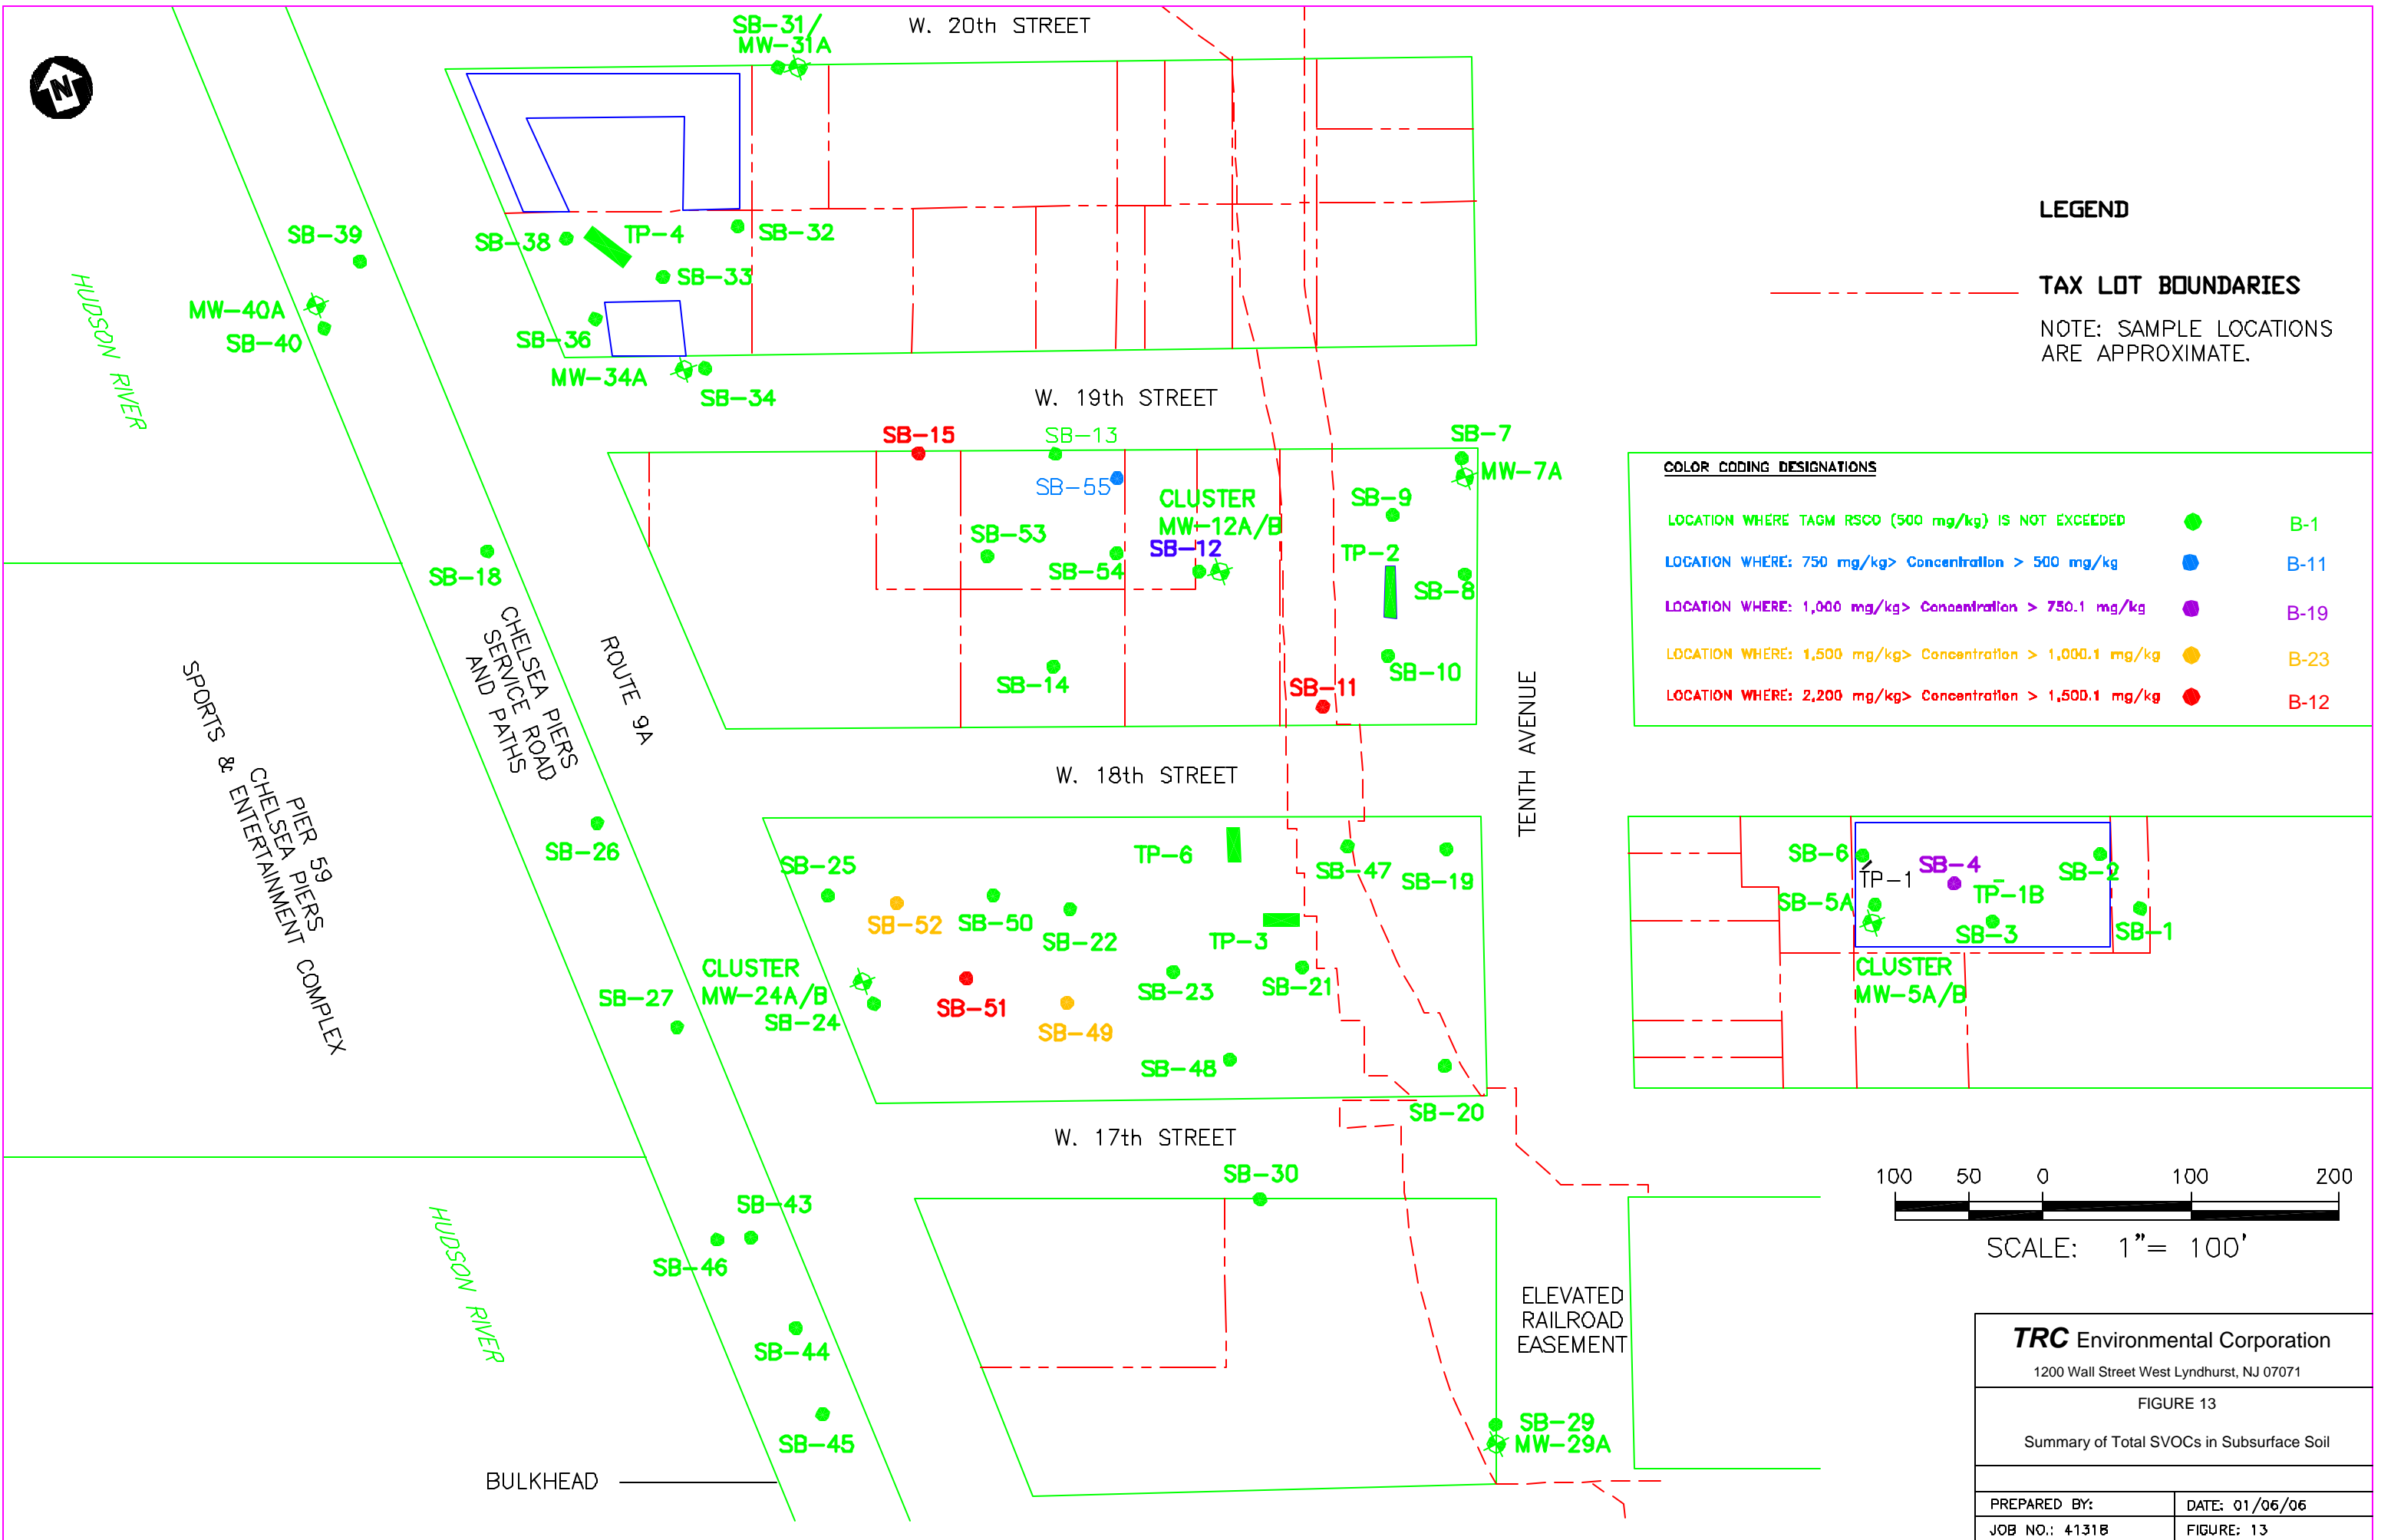 W. 20th STREET
SB-31/
MW-31A
N
SB-39
MW-40A
SB-40
HUDSON RIVER
SB-38
TP-4
SB-32
SB-33
SB-36
MW-34A
SB-34
LEGEND
TAX LOT BOUNDARIES
NOTE: SAMPLE LOCATIONS
ARE APPROXIMATE.
W. 19th STREET
SB-15
SB-13
SB-55
SB-7
MW-7A
CLUSTER
MW-12A/B
SB-12
SB-9
TP-2
SB-53
SB-54
SB-8
SB-14
SB-10
SB-11
SB-18
CHELSEA PIERS
SERVICE ROAD
AND PATHS
ROUTE 9A
TENTH AVENUE
COLOR CODING DESIGNATIONS
LOCATION WHERE TAGM RSCO (500 mg/kg) IS NOT EXCEEDED B-1
LOCATION WHERE: 750 mg/kg> Concentration > 500 mg/kg B-11
LOCATION WHERE: 1,000 mg/kg> Concentration > 750.1 mg/kg B-19
LOCATION WHERE: 1,500 mg/kg> Concentration > 1,000.1 mg/kg B-23
LOCATION WHERE: 2,200 mg/kg> Concentration > 1,500.1 mg/kg B-12
W. 18th STREET
PIER 59
CHELSEA PIERS
SPORTS & ENTERTAINMENT COMPLEX
SB-26
SB-25
SB-52
SB-50
SB-22
TP-6
SB-47
SB-19
TP-3
CLUSTER
MW-24A/B
SB-24
SB-27
SB-51
SB-49
SB-23
SB-21
SB-48
SB-20
SB-6
TP-1
SB-4
SB-2
SB-5A
TP-1B
SB-3
SB-1
CLUSTER
MW-5A/B
W. 17th STREET
SB-30
SB-43
SB-46
SB-44
SB-45
HUDSON RIVER
BULKHEAD
ELEVATED
RAILROAD
EASEMENT
SB-29
MW-29A
100 50 0 100 200
SCALE: 1"= 100'
TRC Environmental Corporation
1200 Wall Street West Lyndhurst, NJ 07071
FIGURE 13
Summary of Total SVOCs in Subsurface Soil
PREPARED BY:
DATE: 01/06/06
JOB NO.: 41318
FIGURE: 13